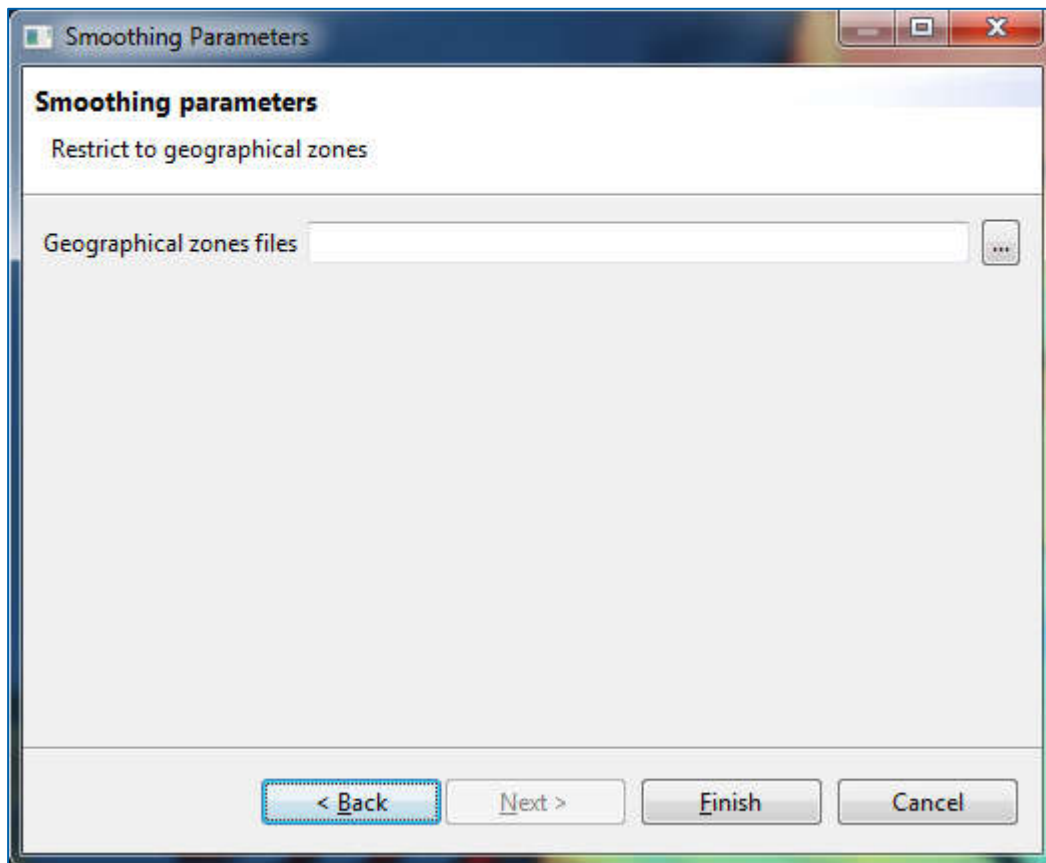 Smoothing Parameters
Smoothing parameters
Restrict to geographical zones
Geographical zones files ...
< Back Next > Finish Cancel